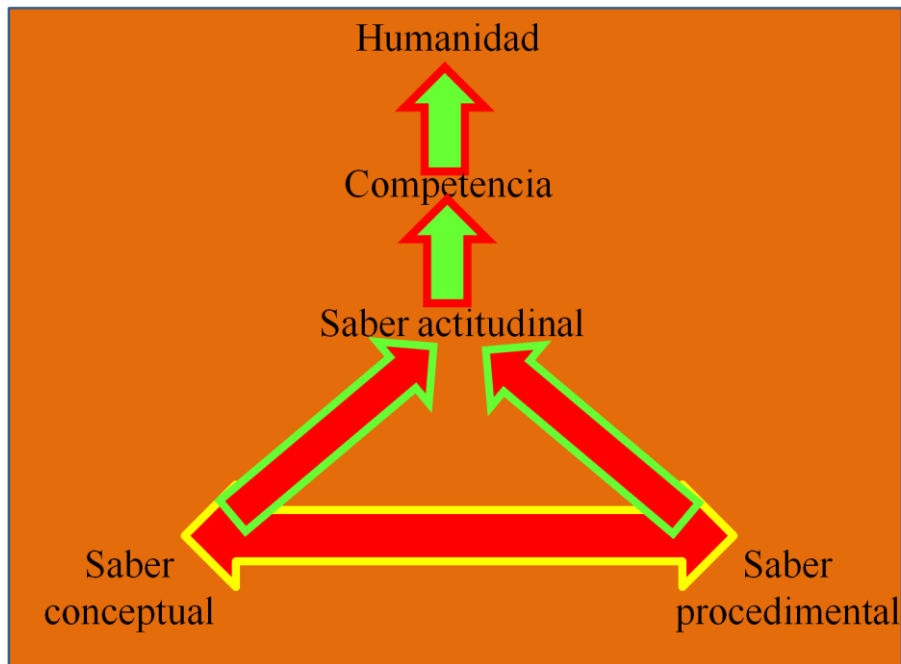 Humanidad
Competencia
Saber actitudinal
Saber
conceptual
Saber
procedimental